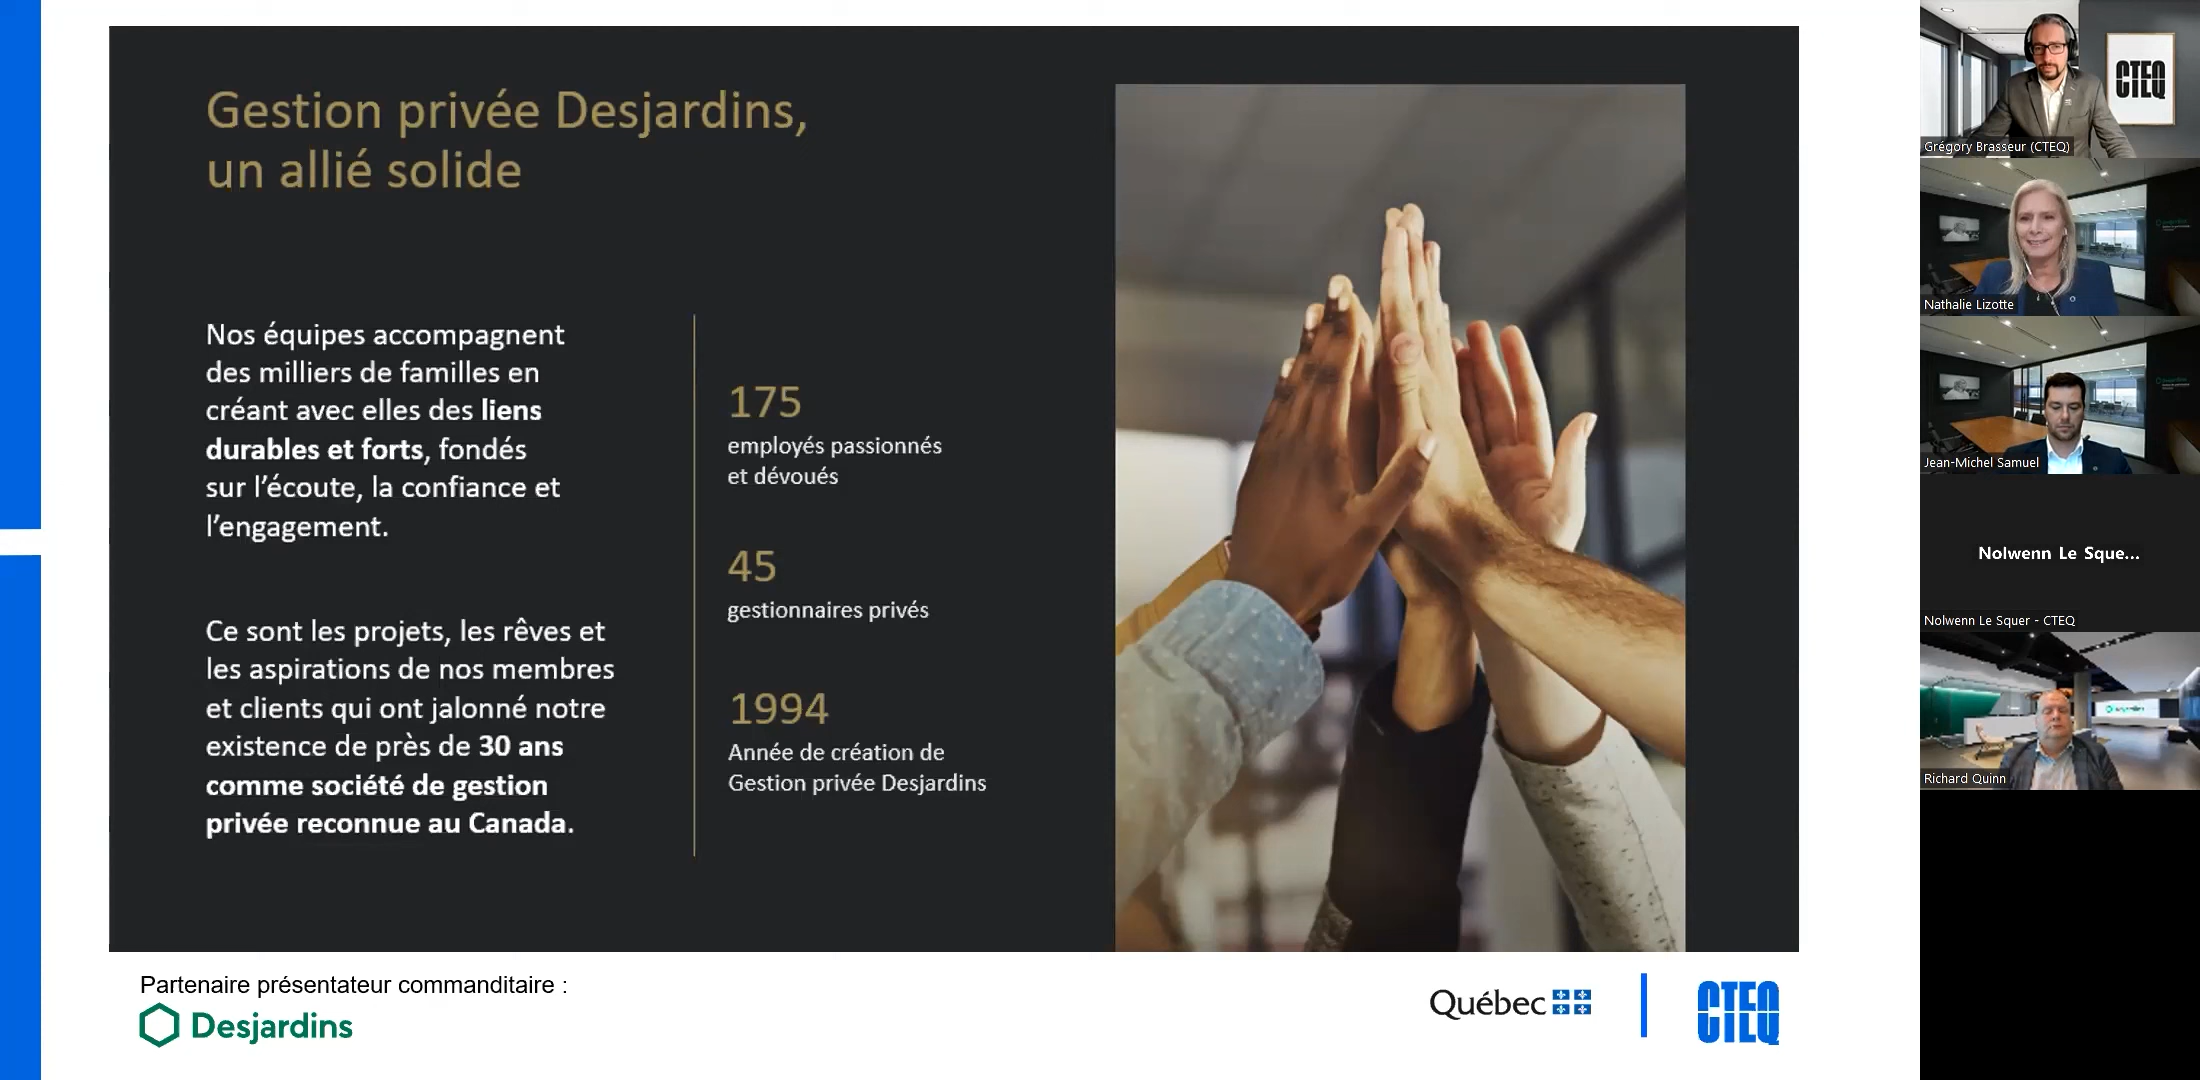 Gestion privée Desjardins,
un allié solide
Nos équipes accompagnent
des milliers de familles en
créant avec elles des liens
durables et forts, fondés
sur l’écoute, la confiance et
l’engagement.
Ce sont les projets, les rêves et
les aspirations de nos membres
et clients qui ont jalonné notre
existence de près de 30 ans
comme société de gestion
privée reconnue au Canada.
175
employés passionnés
et dévoués
45
gestionnaires privés
1994
Année de création de
Gestion privée Desjardins
Partenaire présentateur commanditaire :
Desjardins
Québec
CTEQ
CTEQ
Grégory Brasseur (CTEQ)
Nathalie Lizotte
Jean-Michel Samuel
Nolwenn Le Sque...
Nolwenn Le Squer - CTEQ
Richard Quinn